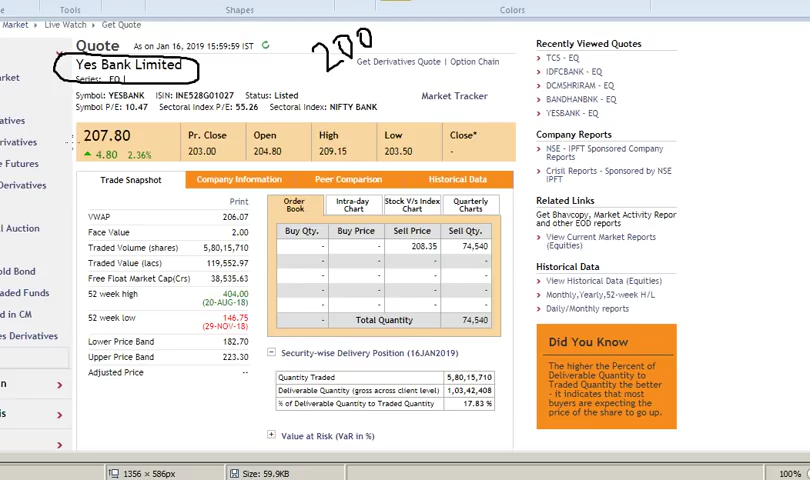 Tools
Shapes
Colors
Market
Live Watch
Get Quote
Quote
As on Jan 16, 2019 15:59:59 IST
200
Yes Bank Limited
Get Derivatives Quote | Option Chain
Series: EQ |
Symbol: YESBANK ISIN: INE528G01027 Status: Listed
Market Tracker
Symbol P/E: 10.47 Sectoral Index P/E: 55.26 Sectoral Index: NIFTY BANK
207.80
4.80 2.36%
Pr. Close Open High Low Close*
203.00 204.80 209.15 203.50 -
Trade Snapshot
Company Information
Peer Comparison
Historical Data
Print
VWAP 206.07
Face Value 2.00
Traded Volume (shares) 5,80,15,710
Traded Value (lacs) 119,552.97
Free Float Market Cap(Crs) 38,535.63
52 week high 404.00
(20-AUG-18)
52 week low 146.75
(29-NOV-18)
Lower Price Band 182.70
Upper Price Band 223.30
Adjusted Price --
Order Book
Intra-day Chart
Stock V/s Index Chart
Quarterly Charts
Buy Qty. Buy Price Sell Price Sell Qty.
- - 208.35 74,540
- - - -
- - - -
- - - -
- - - -
- Total Quantity 74,540
Security-wise Delivery Position (16JAN2019)
Quantity Traded 5,80,15,710
Deliverable Quantity (gross across client level) 1,03,42,408
% of Deliverable Quantity to Traded Quantity 17.83 %
Value at Risk (VaR in %)
Recently Viewed Quotes
TCS - EQ
IDFCBANK - EQ
DCMSHRIRAM - EQ
BANDHANBNK - EQ
YESBANK - EQ
Company Reports
NSE - IPFT Sponsored Company
Reports
Crisil Reports - Sponsored by NSE
IPFT
Related Links
Get Bhavcopy, Market Activity Repor
and other EOD reports
View Current Market Reports
(Equities)
Historical Data
View Historical Data (Equities)
Monthly,Yearly,52-week H/L
Daily/Monthly reports
Did You Know
The higher the Percent of
Deliverable Quantity to
Traded Quantity the better
- it indicates that most
buyers are expecting the
price of the share to go up.
arket
atives
rivatives
e Futures
Derivatives
l Auction
old Bond
raded Funds
t in CM
es Derivatives
n
is
1356 × 586px
Size: 59.9KB
100%